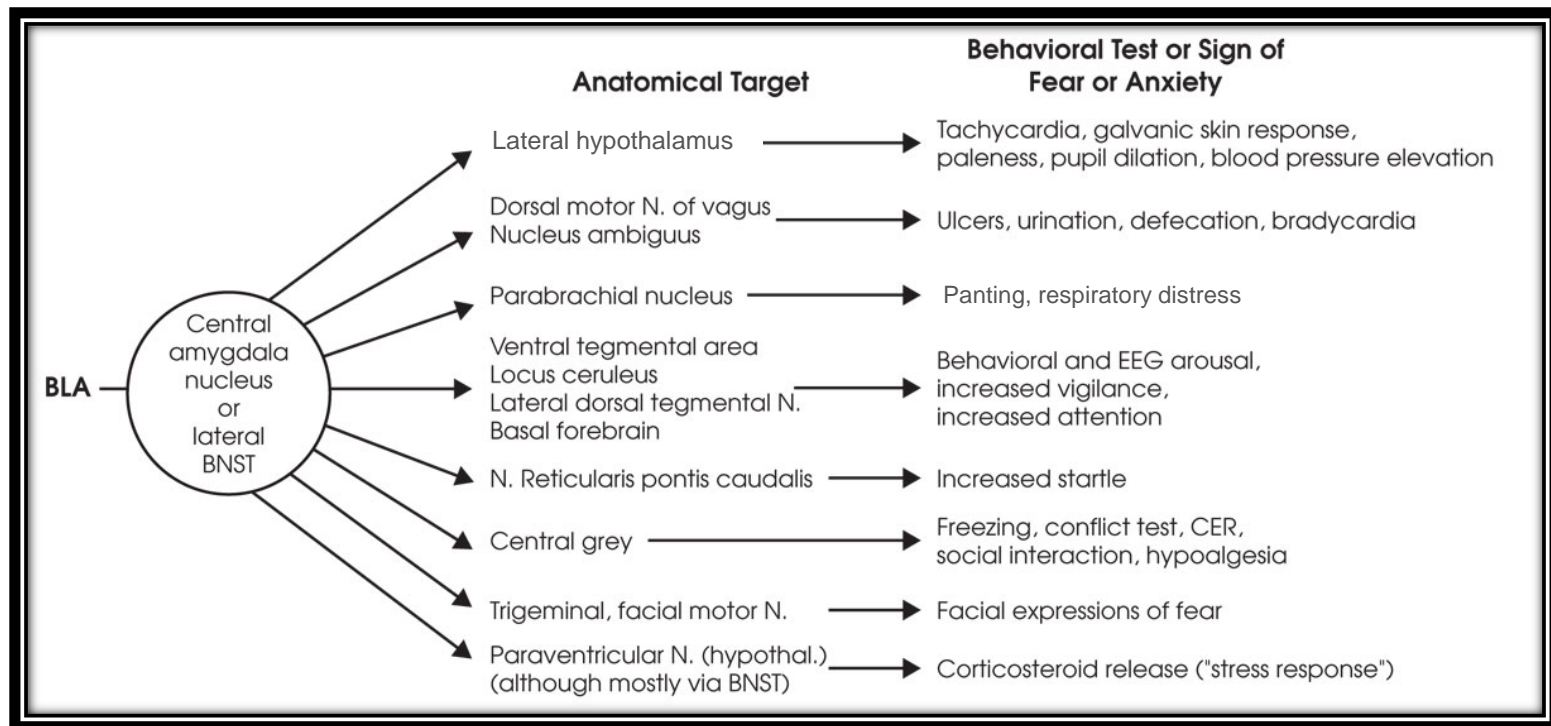 Anatomical Target
Behavioral Test or Sign of
Fear or Anxiety
BLA
Central
amygdala
nucleus
or
lateral
BNST
Lateral hypothalamus
Tachycardia, galvanic skin response,
paleness, pupil dilation, blood pressure elevation
Dorsal motor N. of vagus
Nucleus ambiguus
Ulcers, urination, defecation, bradycardia
Parabrachial nucleus
Panting, respiratory distress
Ventral tegmental area
Locus ceruleus
Lateral dorsal tegmental N.
Basal forebrain
Behavioral and EEG arousal,
increased vigilance,
increased attention
N. Reticularis pontis caudalis
Increased startle
Central grey
Freezing, conflict test, CER,
social interaction, hypoalgesia
Trigeminal, facial motor N.
Facial expressions of fear
Paraventricular N. (hypothal.)
(although mostly via BNST)
Corticosteroid release ("stress response")